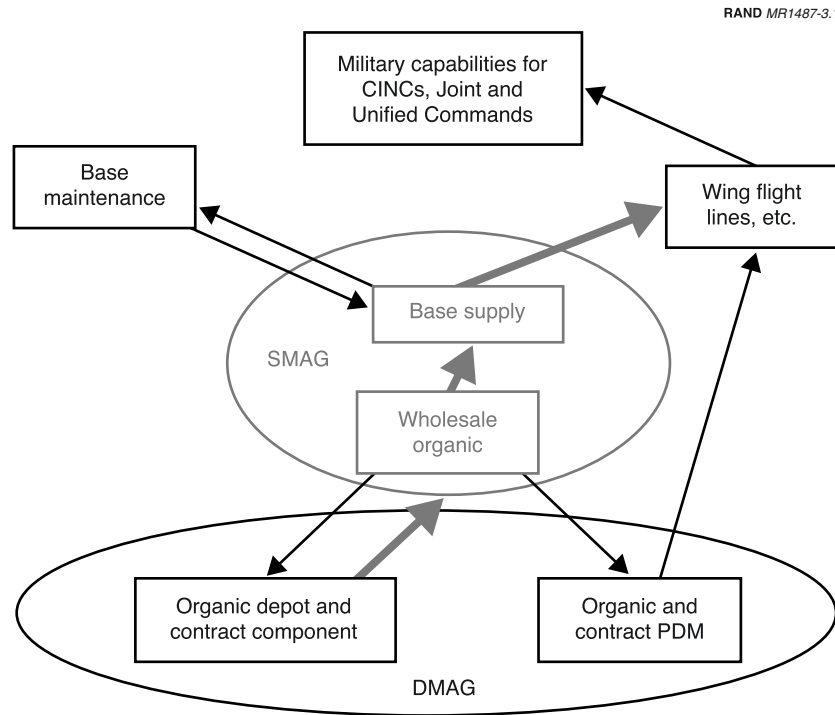 RAND MR1487-3.1
Military capabilities for
CINCs, Joint and
Unified Commands
Base
maintenance
Wing flight
lines, etc.
Base supply
SMAG
Wholesale
organic
Organic depot and
contract component
Organic and
contract PDM
DMAG